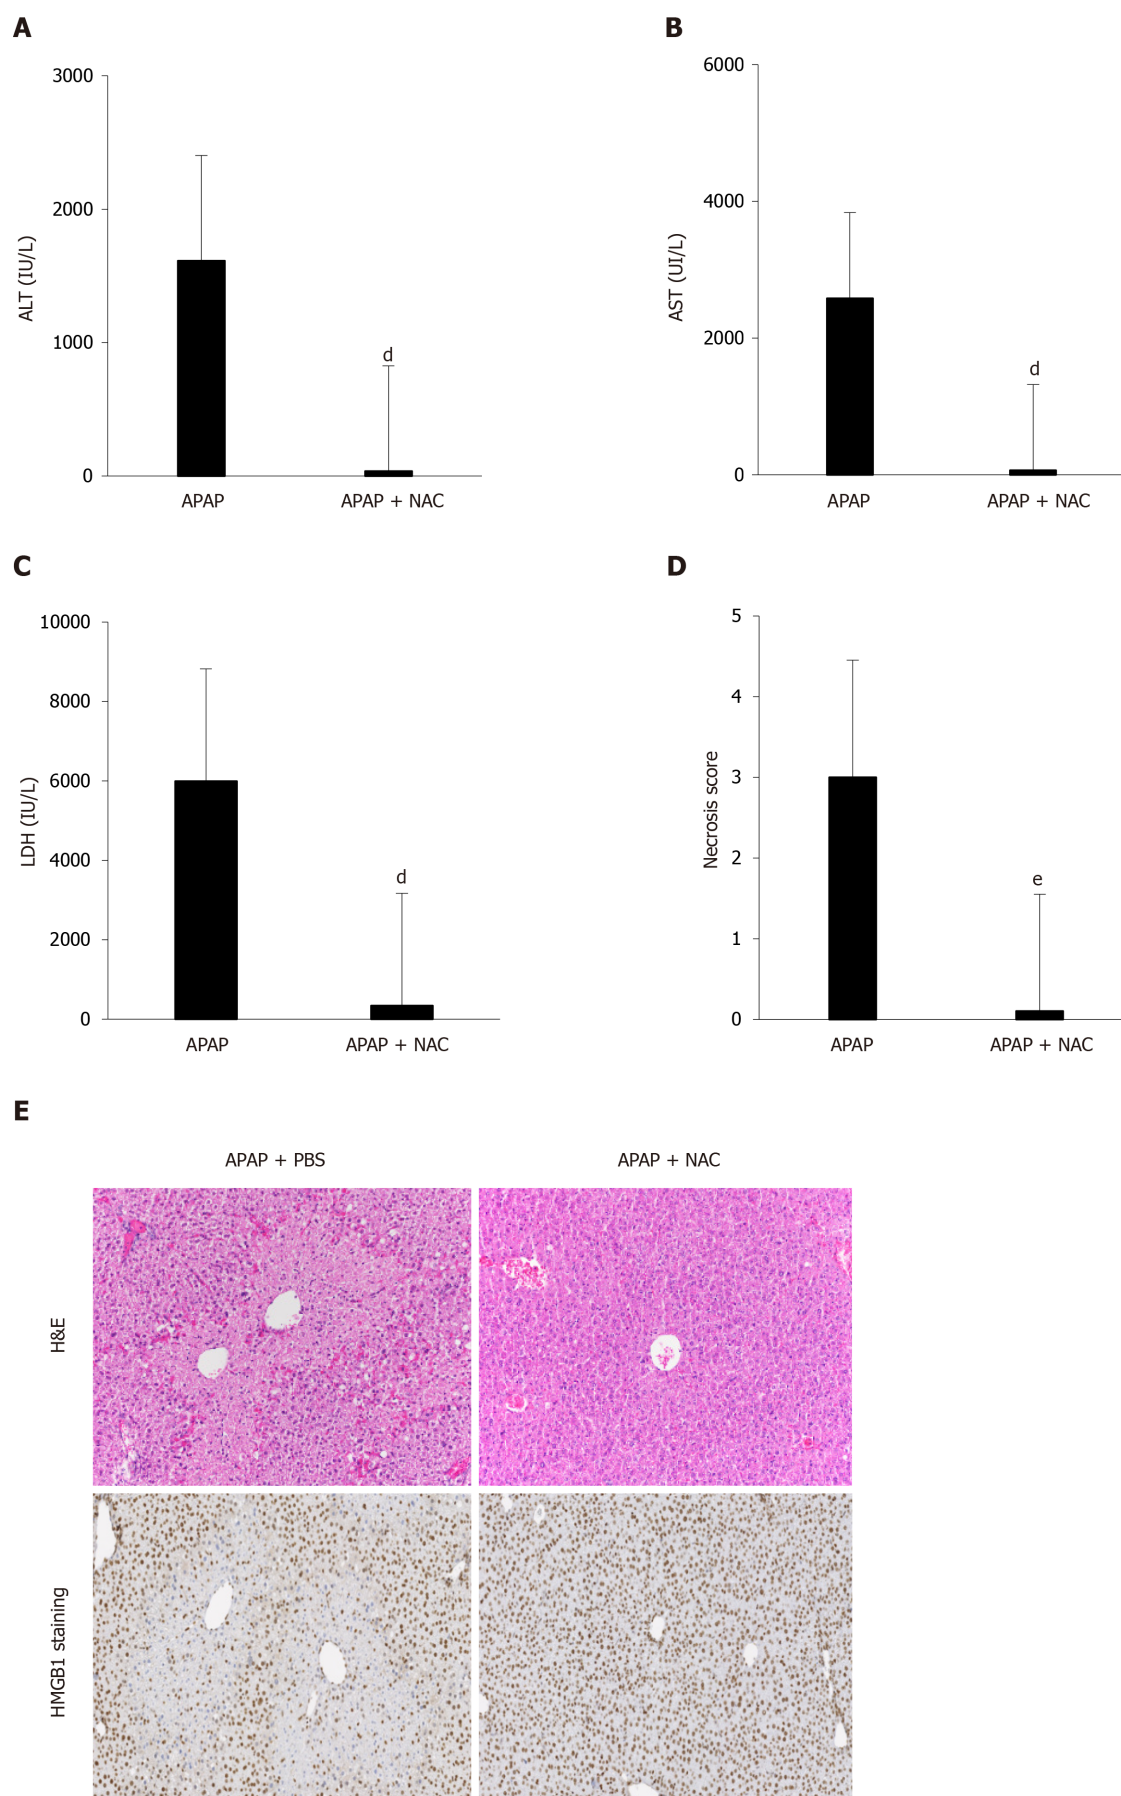 A
3000
2000
1000
0
ALT (IU/L)
d
APAP
APAP + NAC
B
6000
4000
2000
0
AST (UI/L)
d
APAP
APAP + NAC
C
10000
8000
6000
4000
2000
0
LDH (IU/L)
d
APAP
APAP + NAC
D
5
4
3
2
1
0
Necrosis score
e
APAP
APAP + NAC
E
APAP + PBS
APAP + NAC
H&E
HMGB1 staining